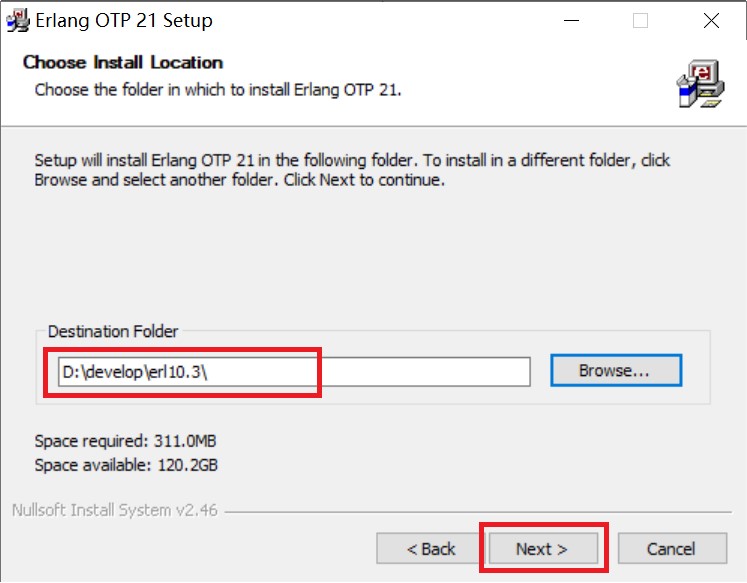 Erlang OTP 21 Setup
Choose Install Location
Choose the folder in which to install Erlang OTP 21.
Setup will install Erlang OTP 21 in the following folder. To install in a different folder, click
Browse and select another folder. Click Next to continue.
Destination Folder
D:\develop\erl10.3\
Browse...
Space required: 311.0MB
Space available: 120.2GB
Nullsoft Install System v2.46
< Back
Next >
Cancel